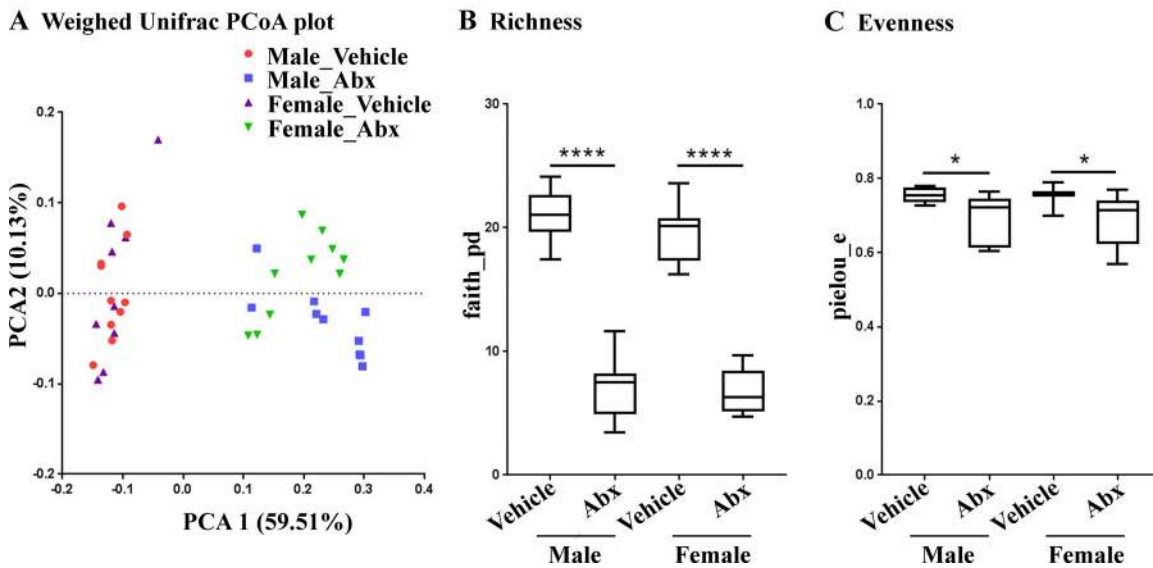 A Weighed Unifrac PCoA plot
Male_Vehicle
Male_Abx
Female_Vehicle
Female_Abx
0.2
0.1
0.0
-0.1
-0.2
PCA2 (10.13%)
-0.2
-0.1
0.0
0.1
0.2
0.3
0.4
PCA 1 (59.51%)
B Richness
30
20
10
0
faith_pd
****
****
Vehicle
Abx
Vehicle
Abx
Male
Female
C Evenness
1.0
0.8
0.6
0.4
0.2
0.0
pielou_e
*
*
Vehicle
Abx
Vehicle
Abx
Male
Female